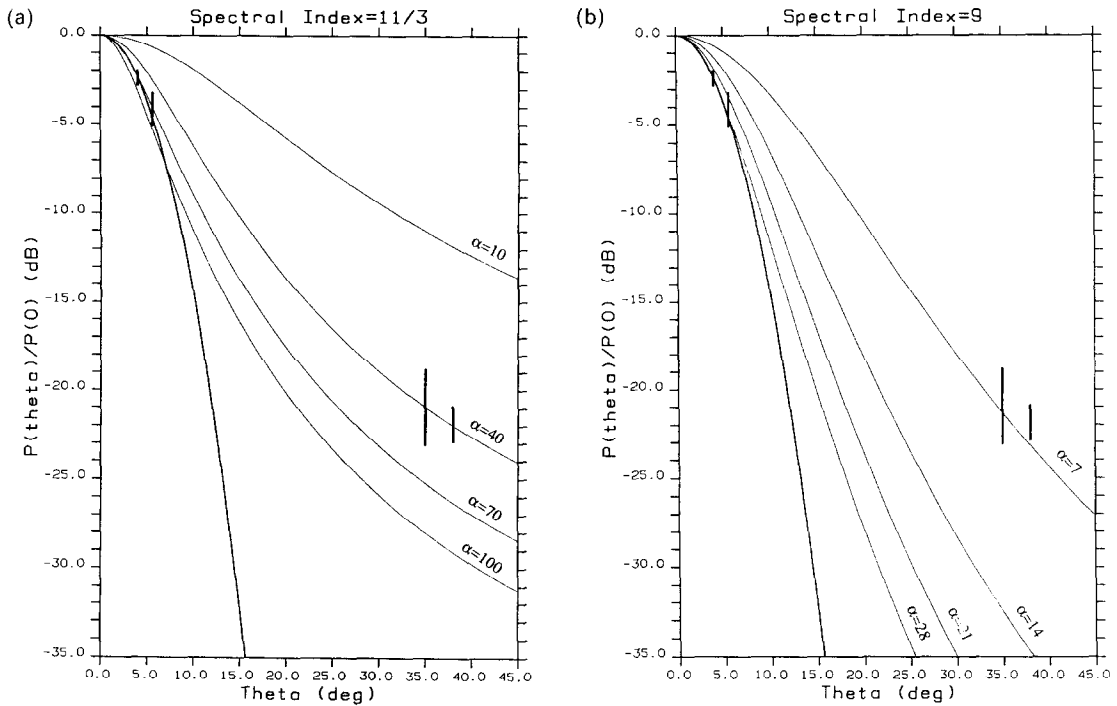 (a) Spectral Index=11/3
0.0
-5.0
-10.0
-15.0
-20.0
-25.0
-30.0
-35.0
P(theta)/P(0) (dB)
α=10
α=40
α=70
α=100
0.0 5.0 10.0 15.0 20.0 25.0 30.0 35.0 40.0 45.0
Theta (deg)
(b) Spectral Index=9
0.0
-5.0
-10.0
-15.0
-20.0
-25.0
-30.0
-35.0
P(theta)/P(0) (dB)
α=7
α=28
α=21
α=14
0.0 5.0 10.0 15.0 20.0 25.0 30.0 35.0 40.0 45.0
Theta (deg)